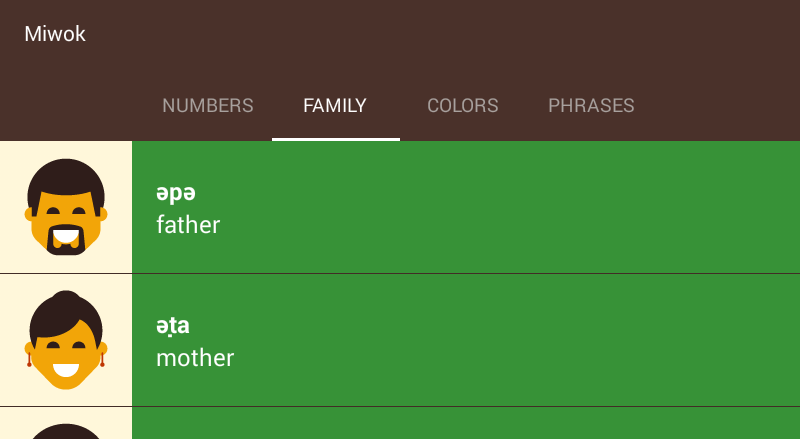 Miwok
NUMBERS FAMILY COLORS PHRASES
әpә
father
әṭa
mother